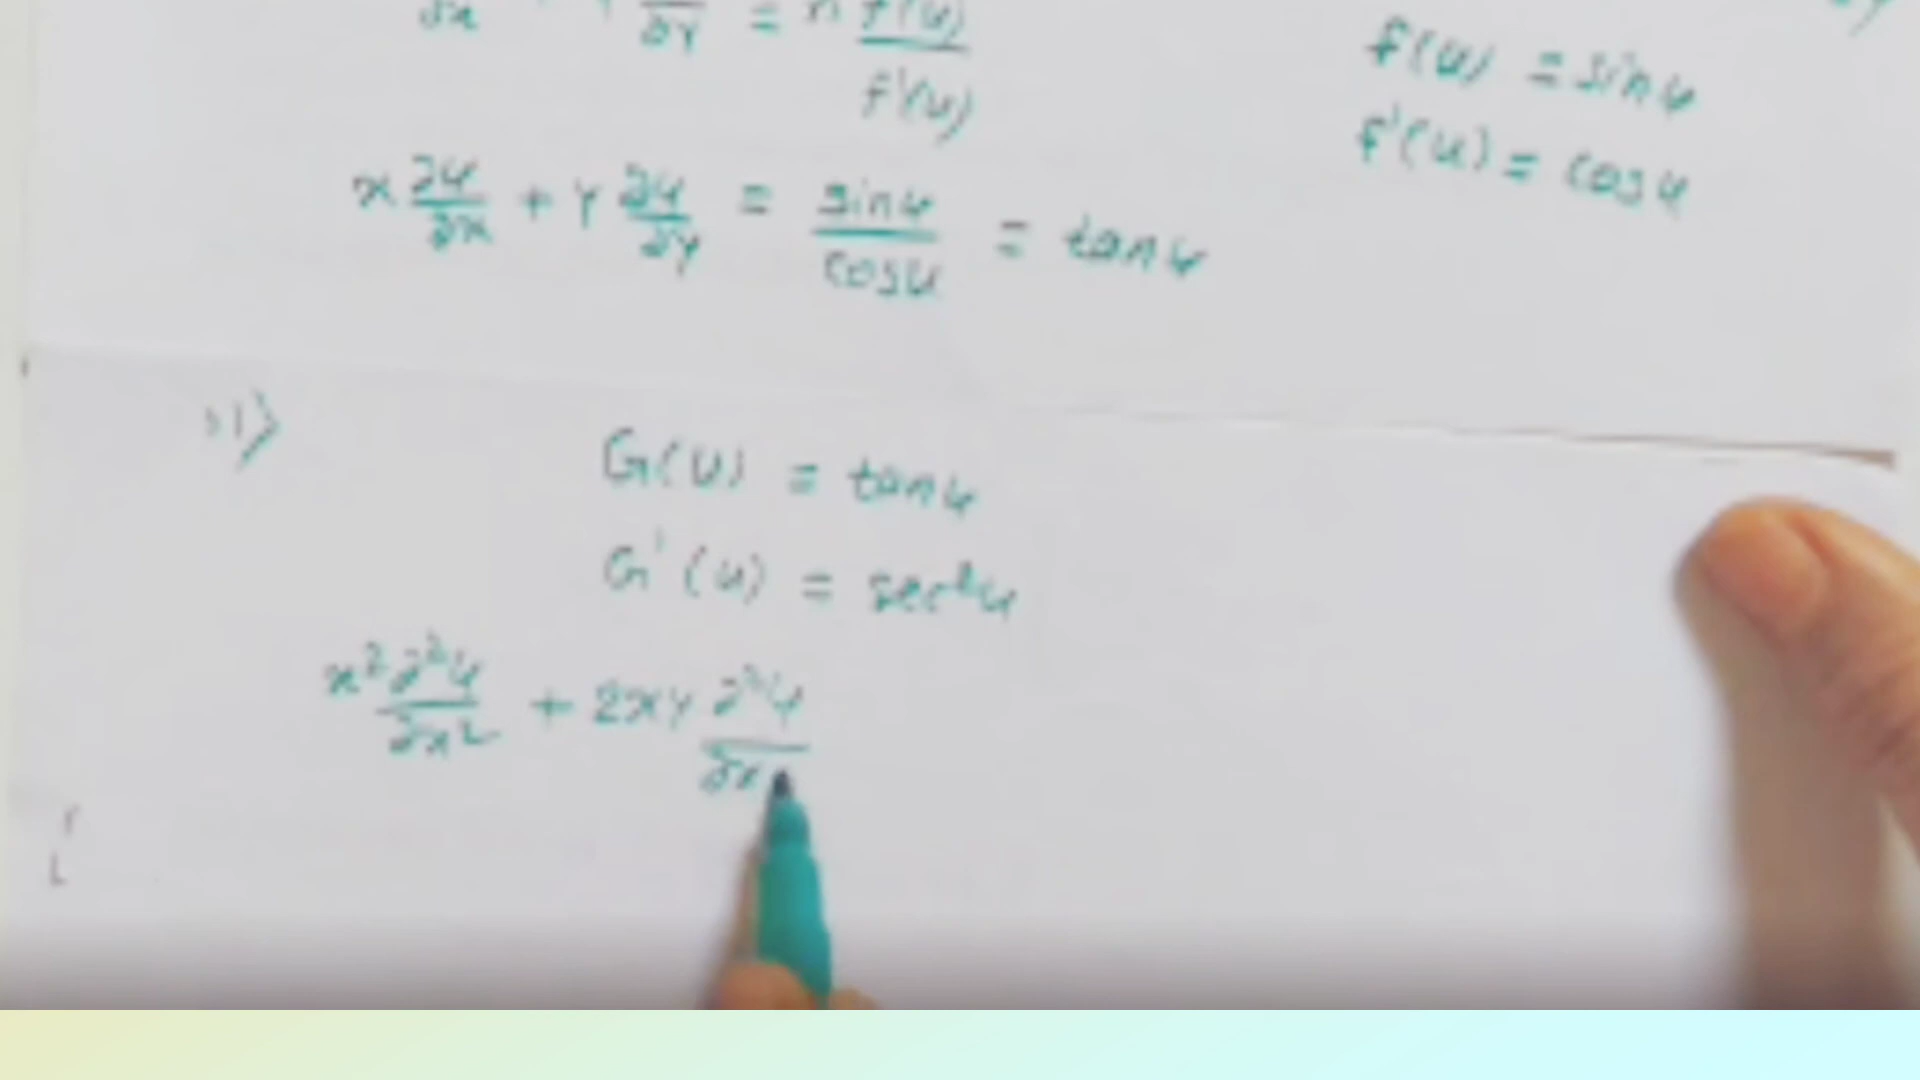 ∂x + y ∂y = n f(u)/f'(u)
f(u) = sin u
f'(u) = cos u
x ∂u/∂x + y ∂u/∂y = sin u/cos u = tan u
ii)
G(u) = tan u
G'(u) = sec²u
x² ∂²u/∂x² + 2xy ∂²u/∂x